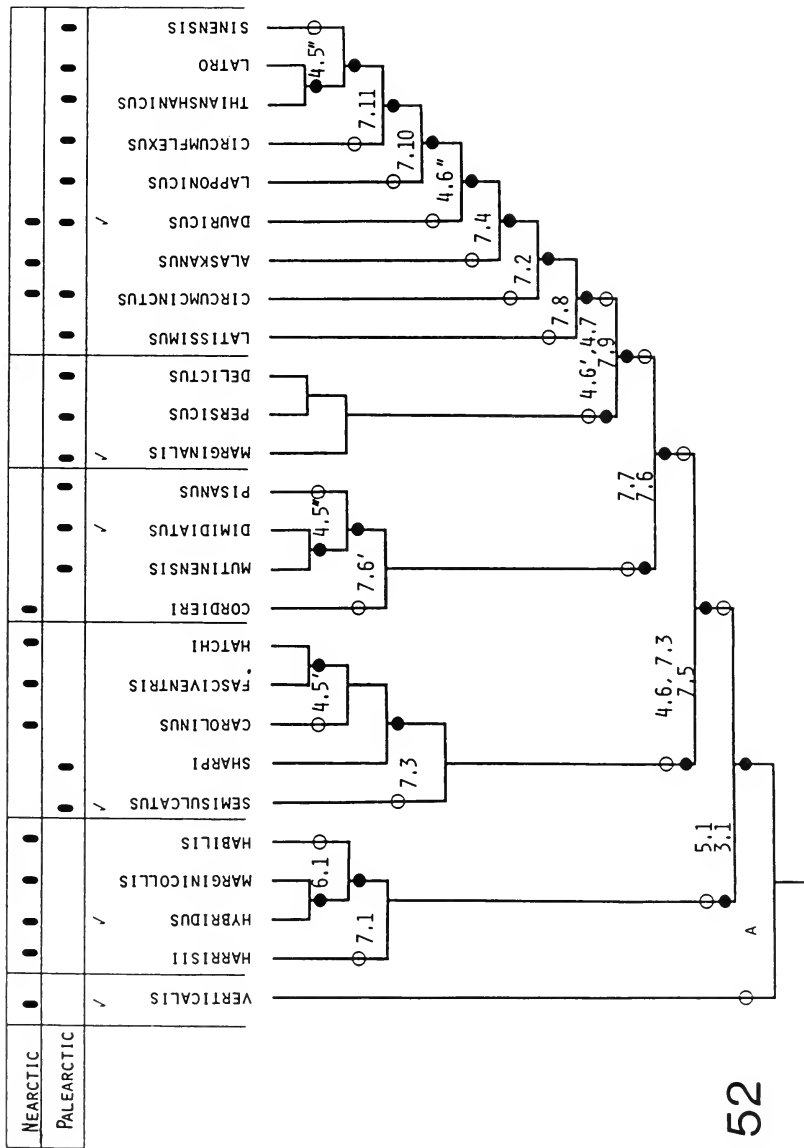 NEARCTIC
PALEARCTIC
VERTICALIS
HARRISII
HYBRIDUS
MARGINICOLLIS
HABILIS
SEMISULCATUS
SHARPI
CAROLINUS
FASCIVENTRIS
HATCHI
CORDIERI
MUTINENSIS
DIMIDIATUS
PISANUS
MARGINALIS
PERSICUS
DELICTUS
LATISSIMUS
CIRCUMCINCTUS
ALASKANUS
DAURICUS
LAPPONICUS
CIRCUMFLEXUS
THIANSHANICUS
LATRO
SINENSIS
4.5"
7.11
7.10
4.6"
7.4
7.2
7.8
4.6', 4.7
7.9
4.5"
7.6'
7.7
7.6
4.5'
7.3
4.6, 7.3
7.5
6.1
7.1
5.1
3.1
A
52